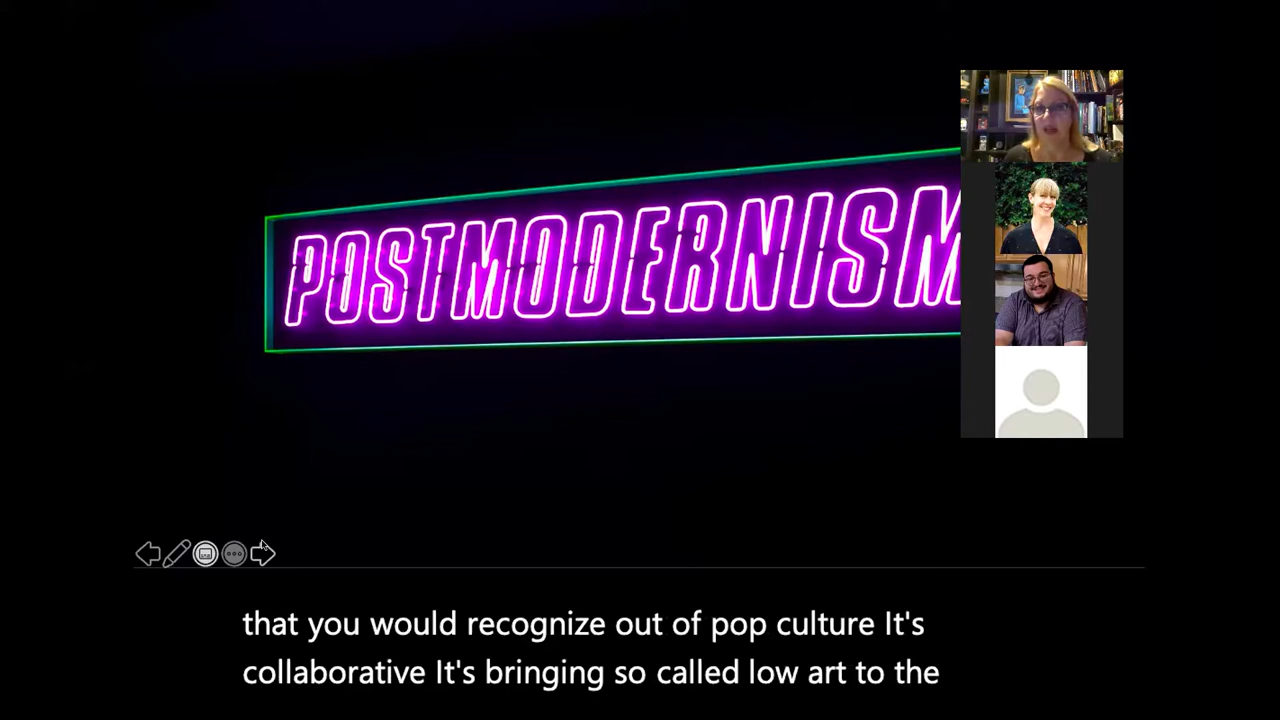 POSTMODERNISM
that you would recognize out of pop culture It's
collaborative It's bringing so called low art to the